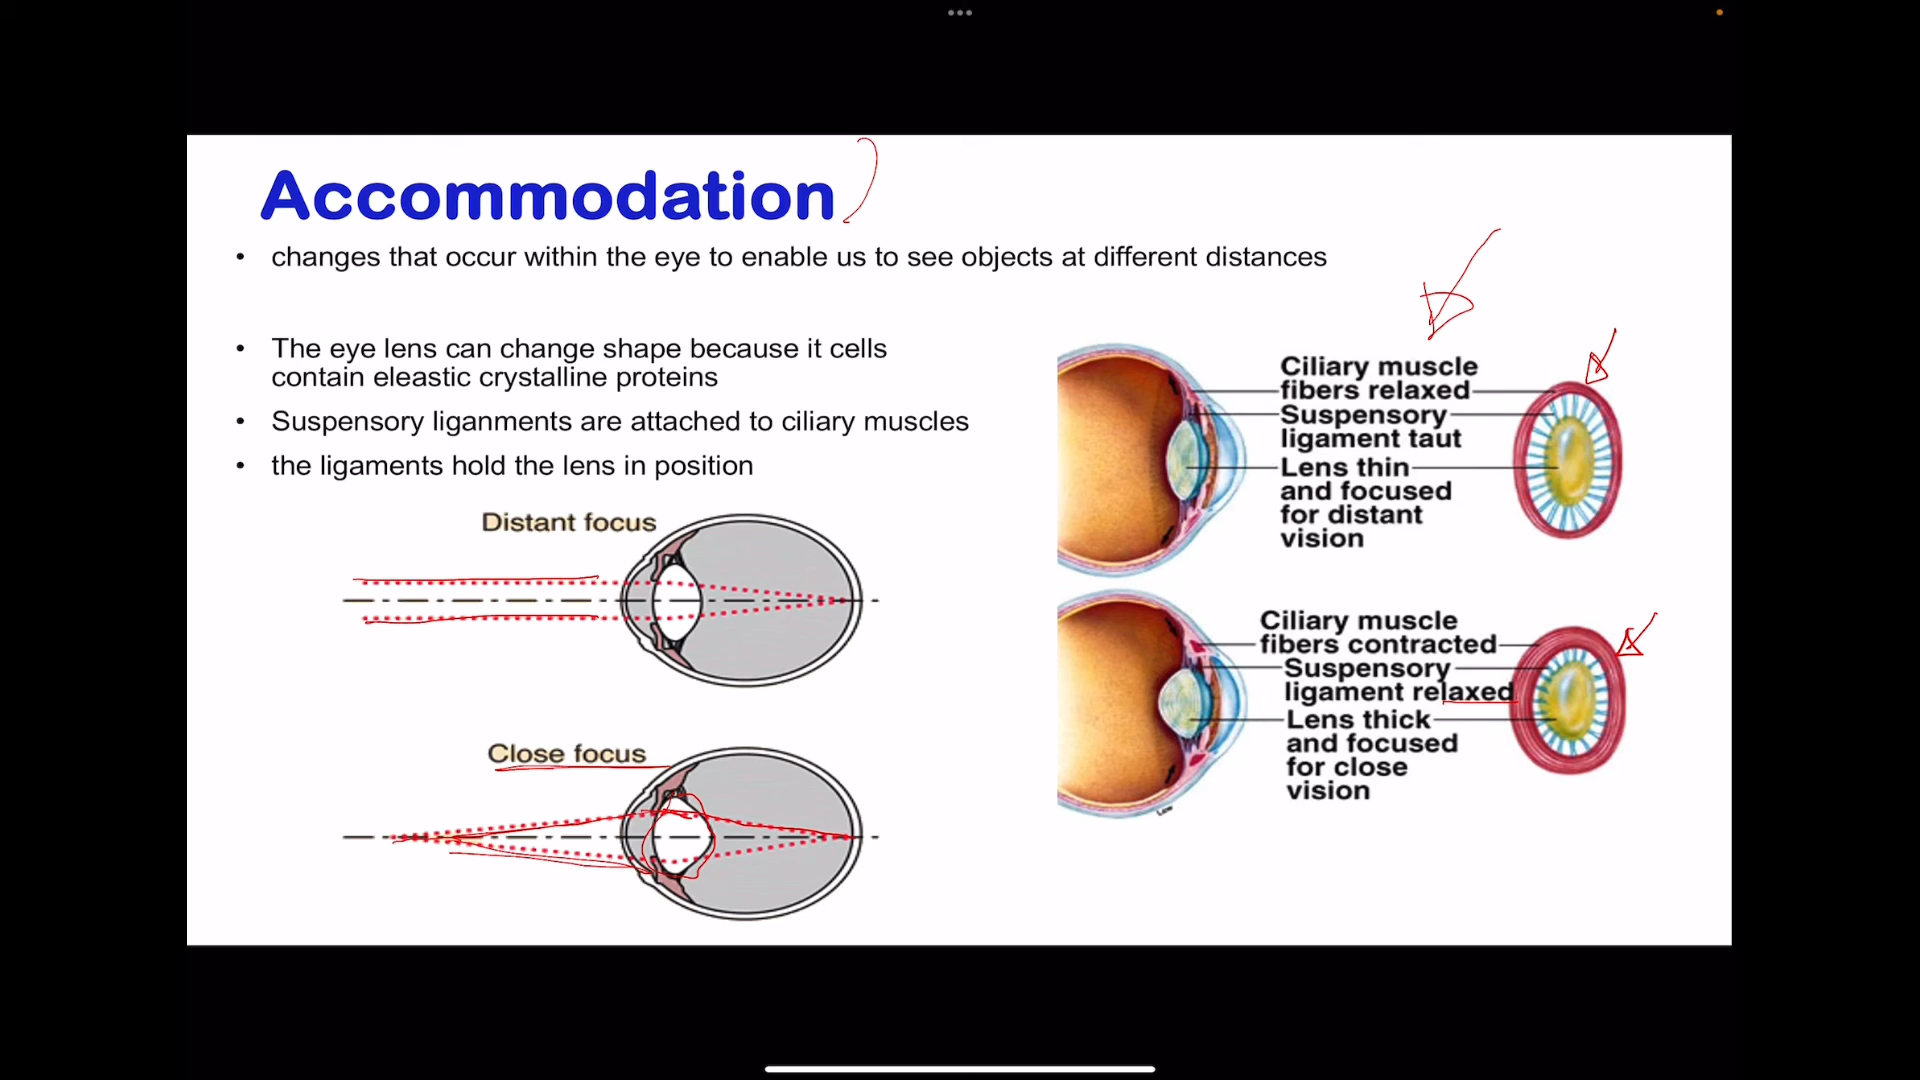 Accommodation
• changes that occur within the eye to enable us to see objects at different distances
• The eye lens can change shape because it cells
contain eleastic crystalline proteins
• Suspensory liganments are attached to ciliary muscles
• the ligaments hold the lens in position
Distant focus
Close focus
Ciliary muscle
fibers relaxed
Suspensory
ligament taut
Lens thin
and focused
for distant
vision
Ciliary muscle
fibers contracted
Suspensory
ligament relaxed
Lens thick
and focused
for close
vision